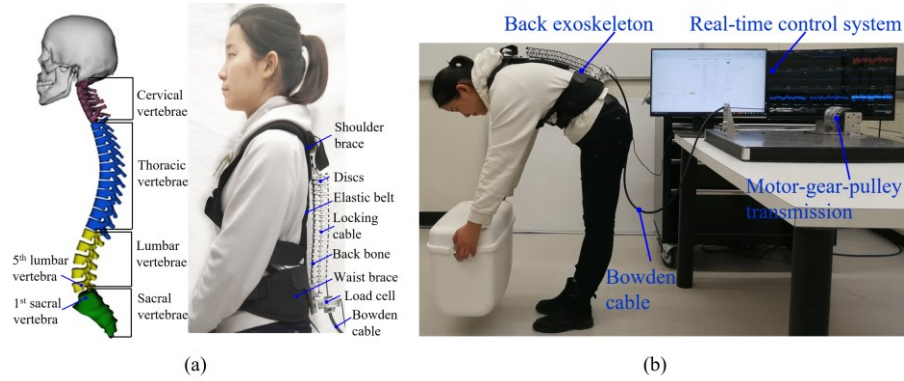 Cervical
vertebrae
Thoracic
vertebrae
Lumbar
vertebrae
5th lumbar
vertebra
1st sacral
vertebra
Sacral
vertebrae
Shoulder
brace
Discs
Elastic belt
Locking
cable
Back bone
Waist brace
Load cell
Bowden
cable
(a)
Back exoskeleton
Real-time control system
Motor-gear-pulley
transmission
Bowden
cable
(b)